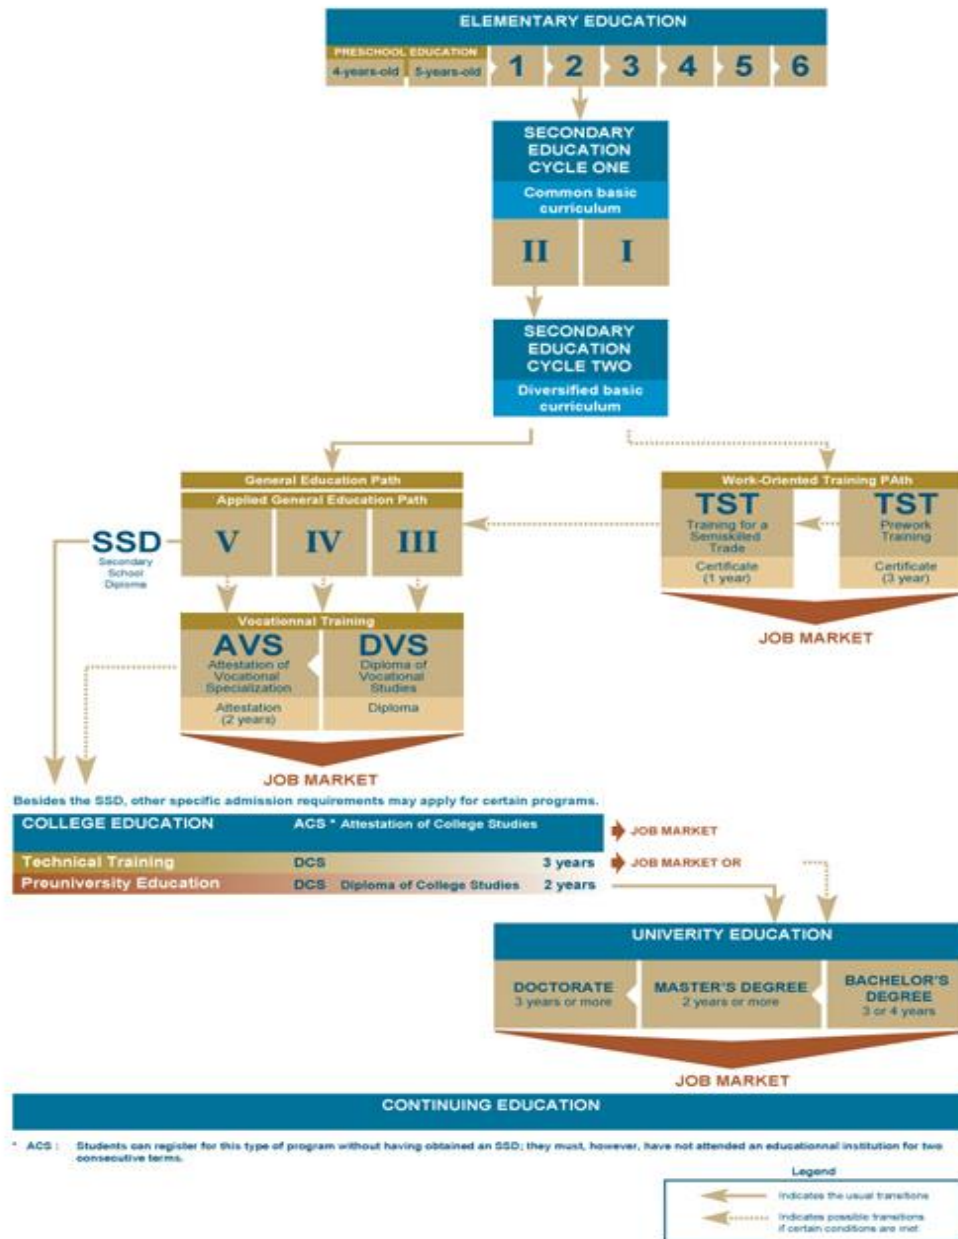 ELEMENTARY EDUCATION
PRESCHOOL EDUCATION
4-years-old 5-years-old 1 2 3 4 5 6
SECONDARY
EDUCATION
CYCLE ONE
Common basic
curriculum
II I
SECONDARY
EDUCATION
CYCLE TWO
Diversified basic
curriculum
General Education Path
Applied General Education Path
V IV III
SSD
Secondary
School
Diploma
Work-Oriented Training PAth
TST
Training for a
Semiskilled
Trade
Certificate
(1 year)
TST
Prework
Training
Certificate
(3 year)
JOB MARKET
Vocationnal Training
AVS
Attestation of
Vocational
Specialization
Attestation
(2 years)
DVS
Diploma of
Vocational
Studies
Diploma
JOB MARKET
Besides the SSD, other specific admission requirements may apply for certain programs.
COLLEGE EDUCATION ACS * Attestation of College Studies JOB MARKET
Technical Training DCS 3 years JOB MARKET OR
Preuniversity Education DCS Diploma of College Studies 2 years
UNIVERITY EDUCATION
DOCTORATE
3 years or more
MASTER'S DEGREE
2 years or more
BACHELOR'S
DEGREE
3 or 4 years
JOB MARKET
CONTINUING EDUCATION
* ACS : Students can register for this type of program without having obtained an SSD; they must, however, have not attended an educationnal institution for two
consecutive terms.
Legend
Indicates the usual transitions
Indicates possible transitions
if certain conditions are met